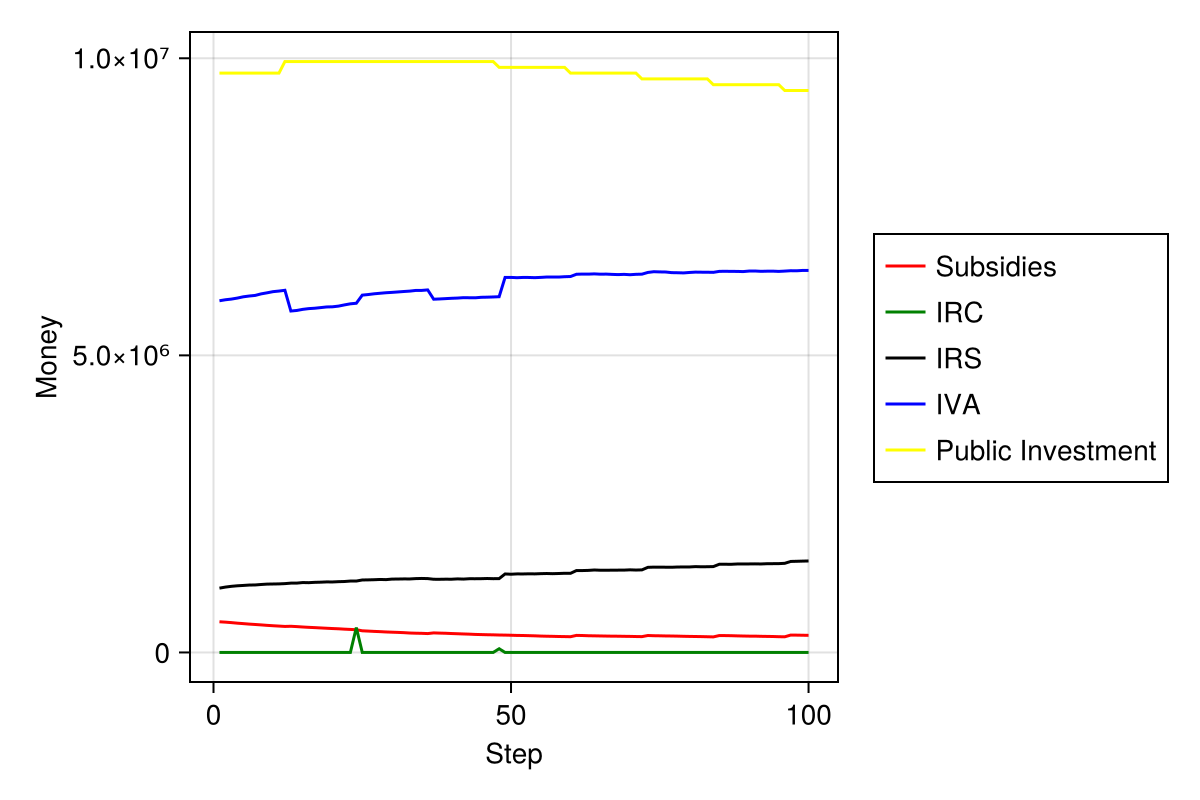 1.0×10⁷
5.0×10⁶
0
Money
0 50 100
Step
Subsidies
IRC
IRS
IVA
Public Investment